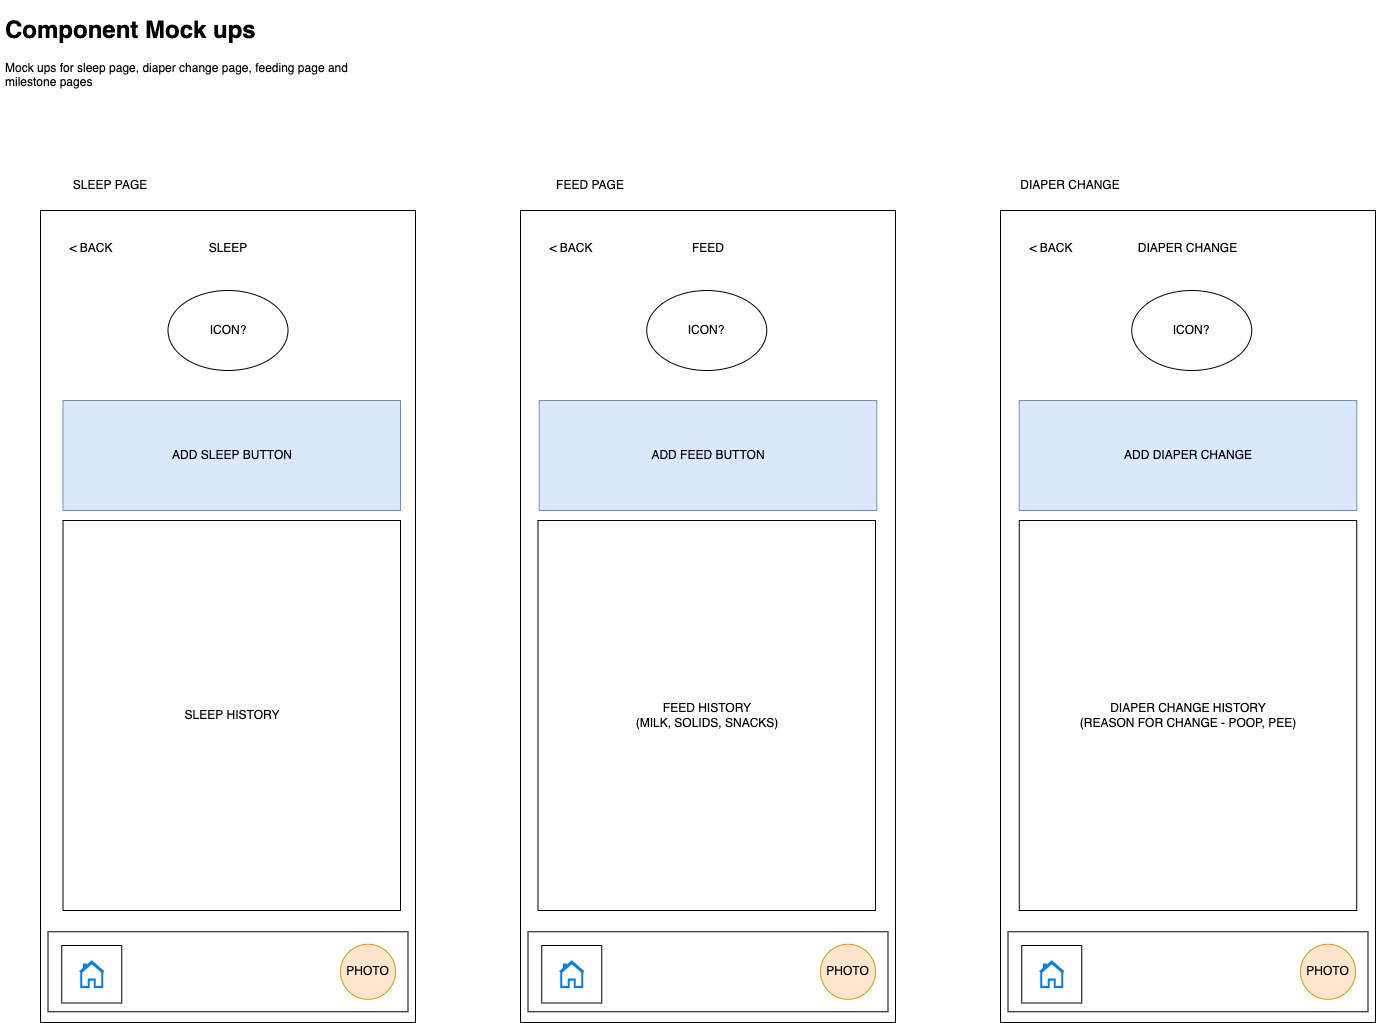 Component Mock ups
Mock ups for sleep page, diaper change page, feeding page and
milestone pages
SLEEP PAGE
< BACK
SLEEP
ICON?
ADD SLEEP BUTTON
SLEEP HISTORY
PHOTO
FEED PAGE
< BACK
FEED
ICON?
ADD FEED BUTTON
FEED HISTORY
(MILK, SOLIDS, SNACKS)
PHOTO
DIAPER CHANGE
< BACK
DIAPER CHANGE
ICON?
ADD DIAPER CHANGE
DIAPER CHANGE HISTORY
(REASON FOR CHANGE - POOP, PEE)
PHOTO